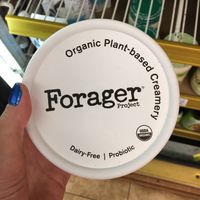 Organic Plant-based Creamery
Forager
Project
USDA
ORGANIC
Dairy-Free | Probiotic